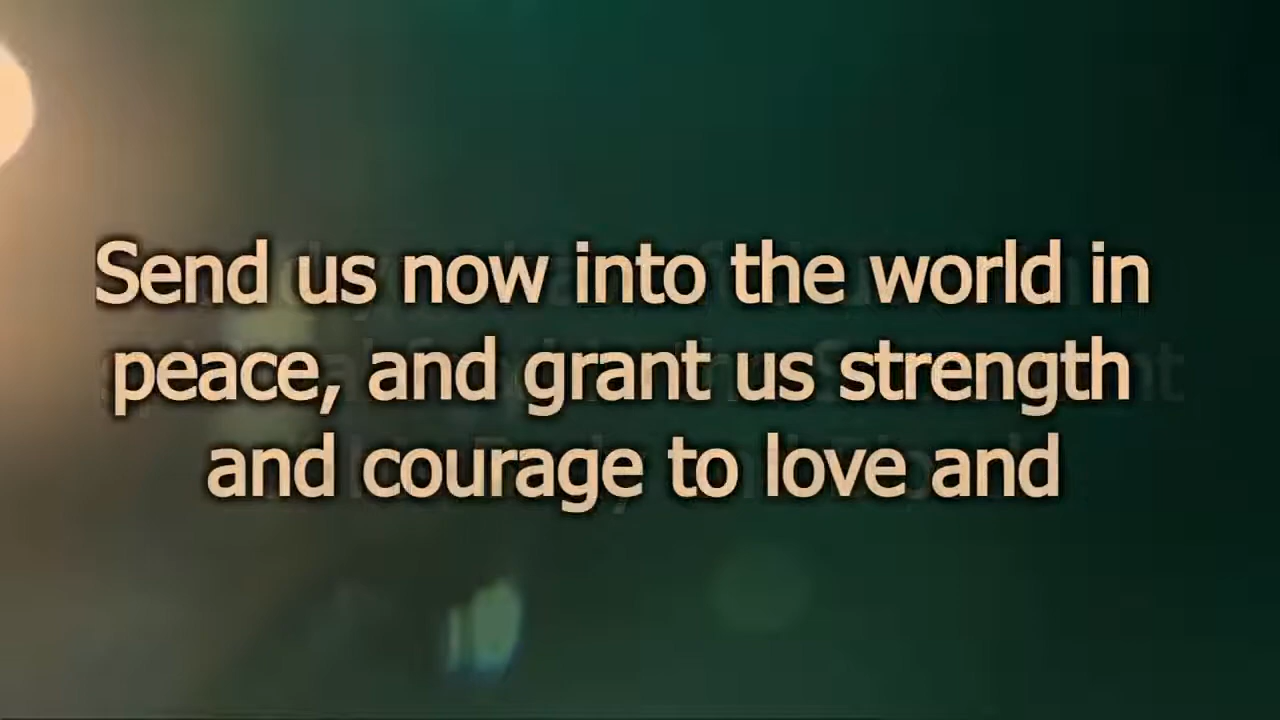 Send us now into the world in
peace, and grant us strength
and courage to love and